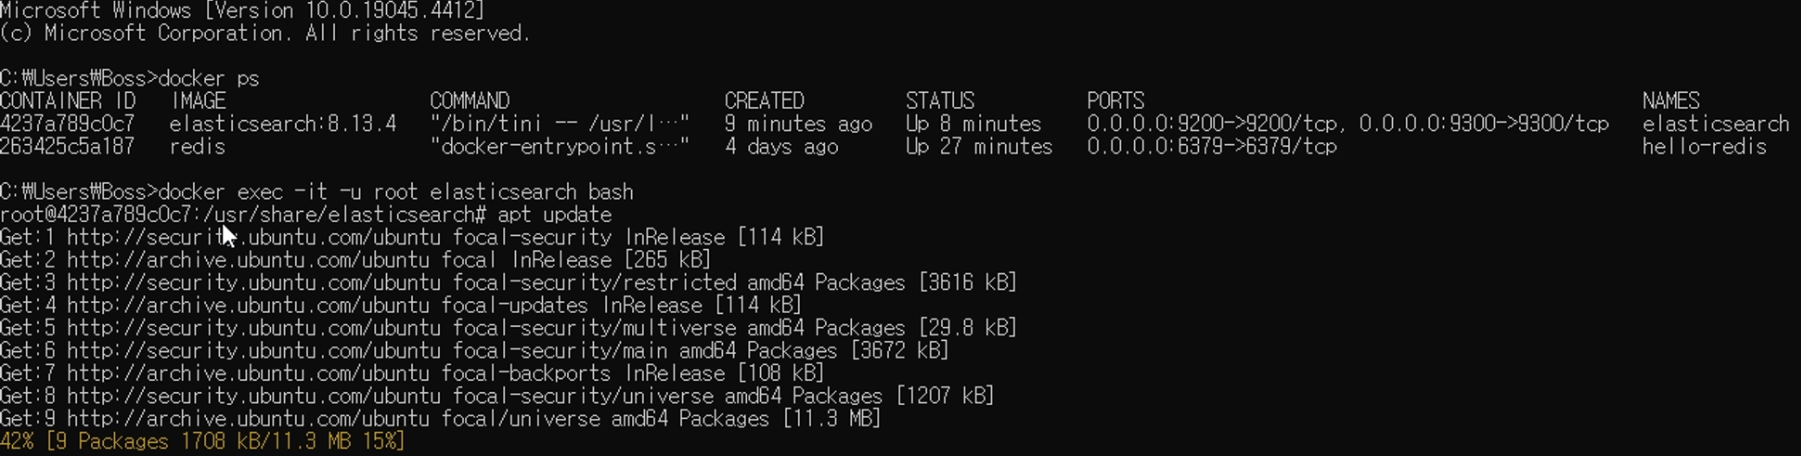 Microsoft Windows [Version 10.0.19045.4412]
(c) Microsoft Corporation. All rights reserved.
C:₩Users₩Boss>docker ps
CONTAINER ID   IMAGE                  COMMAND                   CREATED         STATUS          PORTS                                            NAMES
4237a789c0c7   elasticsearch:8.13.4   "/bin/tini -- /usr/l…"   9 minutes ago   Up 8 minutes    0.0.0.0:9200->9200/tcp, 0.0.0.0:9300->9300/tcp   elasticsearch
263425c5a187   redis                  "docker-entrypoint.s…"   4 days ago      Up 27 minutes   0.0.0.0:6379->6379/tcp                           hello-redis
C:₩Users₩Boss>docker exec -it -u root elasticsearch bash
root@4237a789c0c7:/usr/share/elasticsearch# apt update
Get:1 http://security.ubuntu.com/ubuntu focal-security InRelease [114 kB]
Get:2 http://archive.ubuntu.com/ubuntu focal InRelease [265 kB]
Get:3 http://security.ubuntu.com/ubuntu focal-security/restricted amd64 Packages [3616 kB]
Get:4 http://archive.ubuntu.com/ubuntu focal-updates InRelease [114 kB]
Get:5 http://security.ubuntu.com/ubuntu focal-security/multiverse amd64 Packages [29.8 kB]
Get:6 http://security.ubuntu.com/ubuntu focal-security/main amd64 Packages [3672 kB]
Get:7 http://archive.ubuntu.com/ubuntu focal-backports InRelease [108 kB]
Get:8 http://security.ubuntu.com/ubuntu focal-security/universe amd64 Packages [1207 kB]
Get:9 http://archive.ubuntu.com/ubuntu focal/universe amd64 Packages [11.3 MB]
42% [9 Packages 1708 kB/11.3 MB 15%]